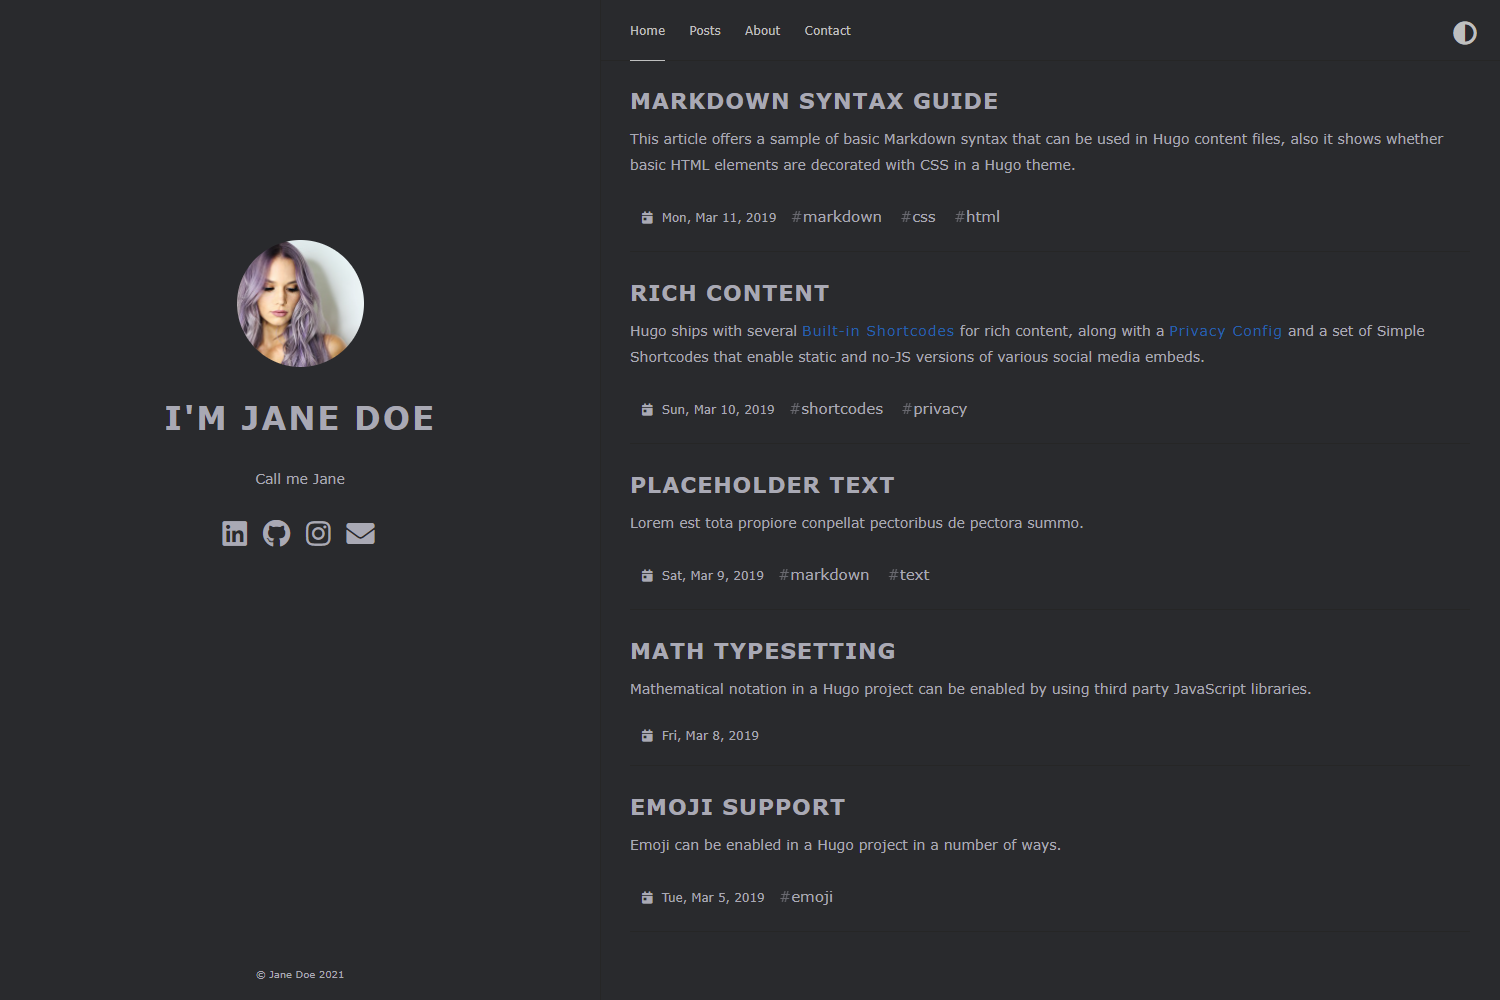 I'M JANE DOE
Call me Jane
© Jane Doe 2021
Home Posts About Contact
MARKDOWN SYNTAX GUIDE
This article offers a sample of basic Markdown syntax that can be used in Hugo content files, also it shows whether
basic HTML elements are decorated with CSS in a Hugo theme.
Mon, Mar 11, 2019 #markdown #css #html
RICH CONTENT
Hugo ships with several Built-in Shortcodes for rich content, along with a Privacy Config and a set of Simple
Shortcodes that enable static and no-JS versions of various social media embeds.
Sun, Mar 10, 2019 #shortcodes #privacy
PLACEHOLDER TEXT
Lorem est tota propiore conpellat pectoribus de pectora summo.
Sat, Mar 9, 2019 #markdown #text
MATH TYPESETTING
Mathematical notation in a Hugo project can be enabled by using third party JavaScript libraries.
Fri, Mar 8, 2019
EMOJI SUPPORT
Emoji can be enabled in a Hugo project in a number of ways.
Tue, Mar 5, 2019 #emoji